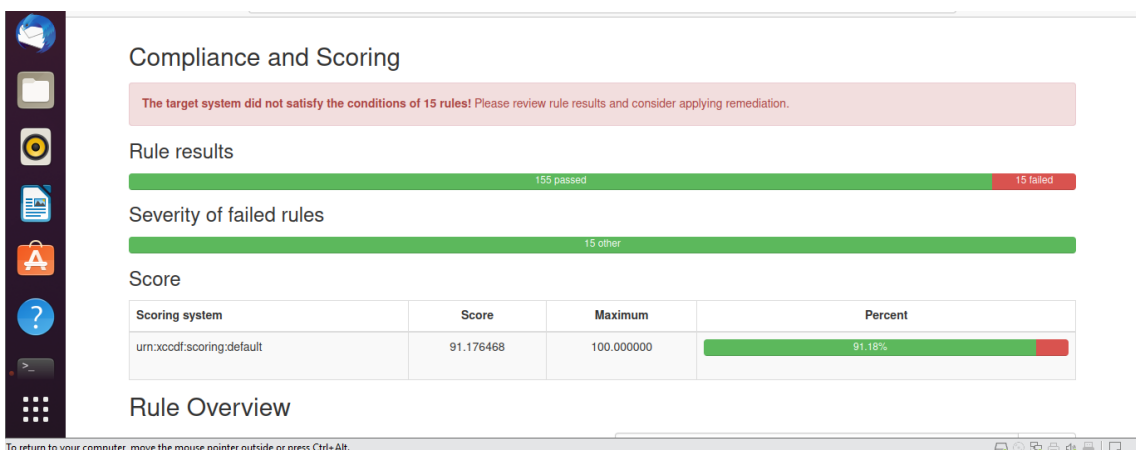 Compliance and Scoring
The target system did not satisfy the conditions of 15 rules! Please review rule results and consider applying remediation.
Rule results
155 passed 15 failed
Severity of failed rules
15 other
Score
Scoring system Score Maximum Percent
urn:xccdf:scoring:default 91.176468 100.000000 91.18%
Rule Overview
To return to your computer, move the mouse pointer outside or press Ctrl+Alt.